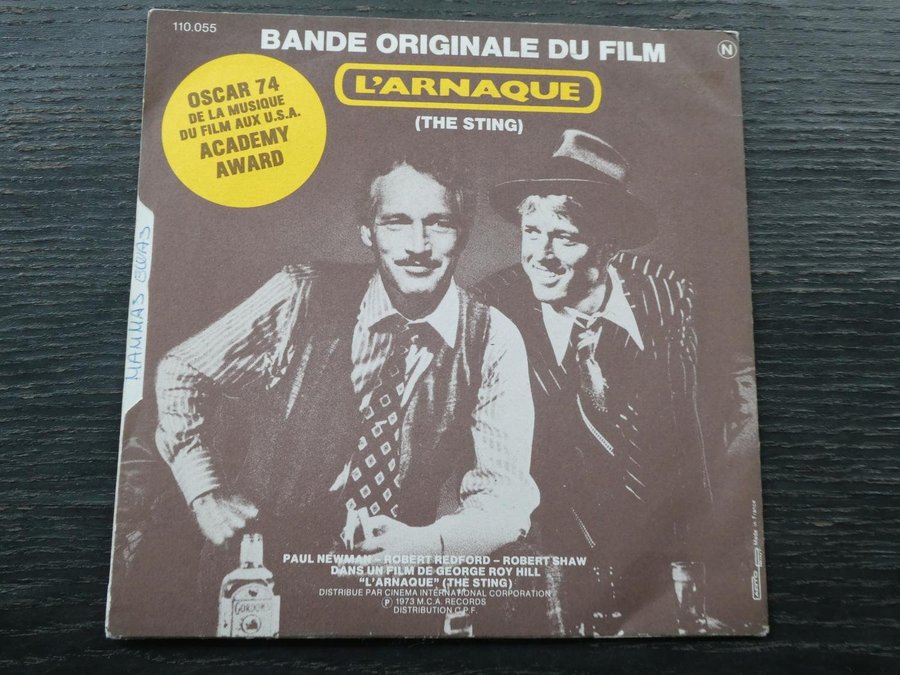 110.055
BANDE ORIGINALE DU FILM
N
L'ARNAQUE
(THE STING)
OSCAR 74
DE LA MUSIQUE
DU FILM AUX U.S.A.
ACADEMY
AWARD
PAUL NEWMAN – ROBERT REDFORD – ROBERT SHAW
DANS UN FILM DE GEORGE ROY HILL
“L'ARNAQUE” (THE STING)
DISTRIBUE PAR CINEMA INTERNATIONAL CORPORATION
Ⓟ 1973 M.C.A. RECORDS
DISTRIBUTION C.P.F.
GORDON'S
Made in France